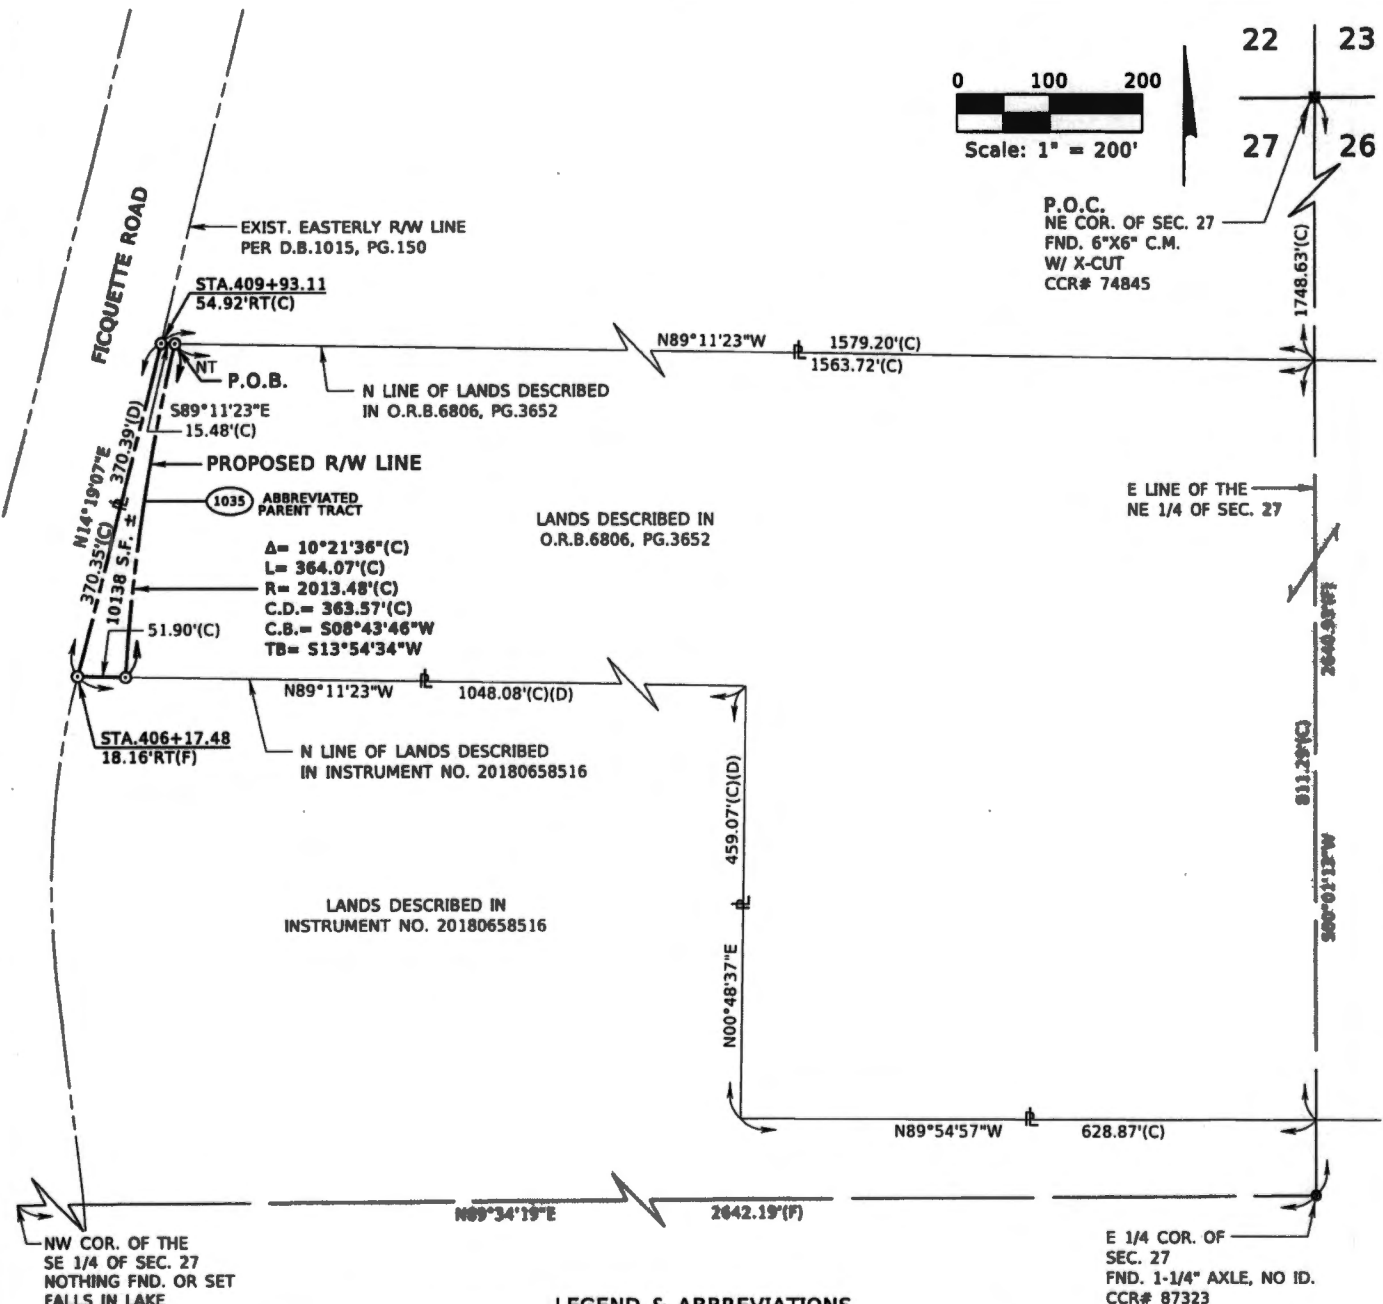 22 23
27 26
0 100 200
Scale: 1" = 200'
P.O.C.
NE COR. OF SEC. 27
FND. 6"X6" C.M.
W/ X-CUT
CCR# 74845
1748.63'(C)
FICQUETTE ROAD
EXIST. EASTERLY R/W LINE
PER D.B.1015, PG.150
STA.409+93.11
54.92'RT(C)
N89°11'23"W
1579.20'(C)
1563.72'(C)
NT
P.O.B.
N LINE OF LANDS DESCRIBED
IN O.R.B.6806, PG.3652
S89°11'23"E
15.48'(C)
PROPOSED R/W LINE
1035
ABBREVIATED
PARENT TRACT
N14°19'07"E
370.35'(C) & 370.39'(D)
10138 S.F. ±
LANDS DESCRIBED IN
O.R.B.6806, PG.3652
E LINE OF THE
NE 1/4 OF SEC. 27
Δ= 10°21'36"(C)
L= 364.07'(C)
R= 2013.48'(C)
C.D.= 363.57'(C)
C.B.= S08°43'46"W
TB= S13°54'34"W
51.90'(C)
2640.93'(F)
811.29'(C)
S00°01'13"W
N89°11'23"W
1048.08'(C)(D)
STA.406+17.48
18.16'RT(F)
N LINE OF LANDS DESCRIBED
IN INSTRUMENT NO. 20180658516
459.07'(C)(D)
N00°48'37"E
LANDS DESCRIBED IN
INSTRUMENT NO. 20180658516
N89°54'57"W
628.87'(C)
N89°34'19"E
2642.19'(F)
NW COR. OF THE
SE 1/4 OF SEC. 27
NOTHING FND. OR SET
FALLS IN LAKE
E 1/4 COR. OF
SEC. 27
FND. 1-1/4" AXLE, NO ID.
CCR# 87323
LEGEND & ABBREVIATIONS